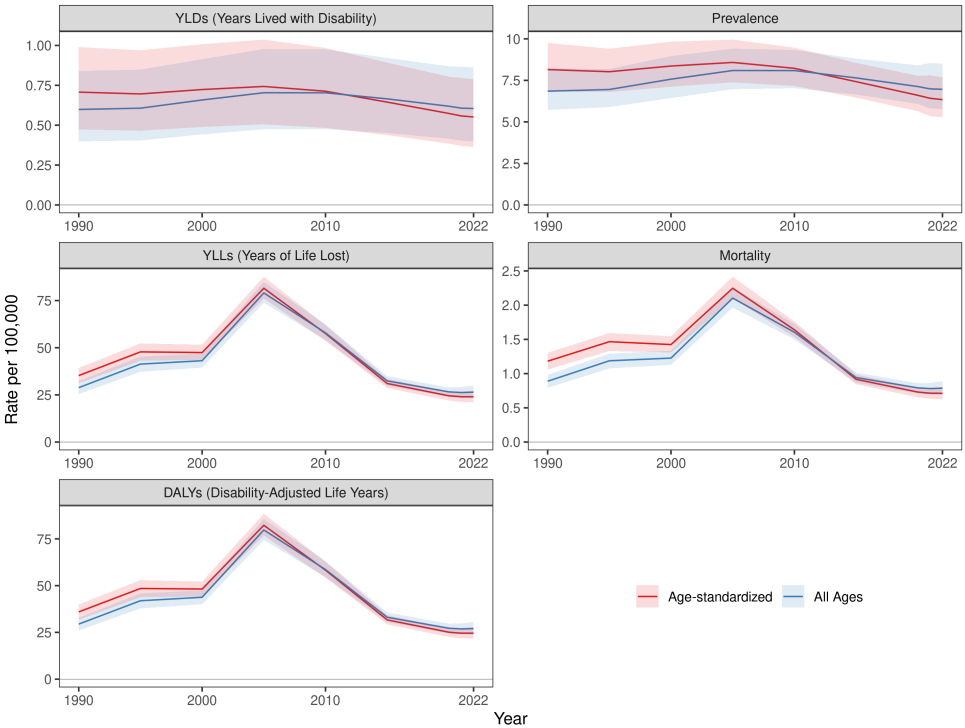 YLDs (Years Lived with Disability)
1.00
0.75
0.50
0.25
0.00
1990 2000 2010 2022
Prevalence
10
7.5
5.0
2.5
0.0
1990 2000 2010 2022
YLLs (Years of Life Lost)
75
50
25
0
1990 2000 2010 2022
Mortality
2.5
2.0
1.5
1.0
0.5
0.0
1990 2000 2010 2022
DALYs (Disability-Adjusted Life Years)
75
50
25
0
1990 2000 2010 2022
Age-standardized All Ages
Rate per 100,000
Year